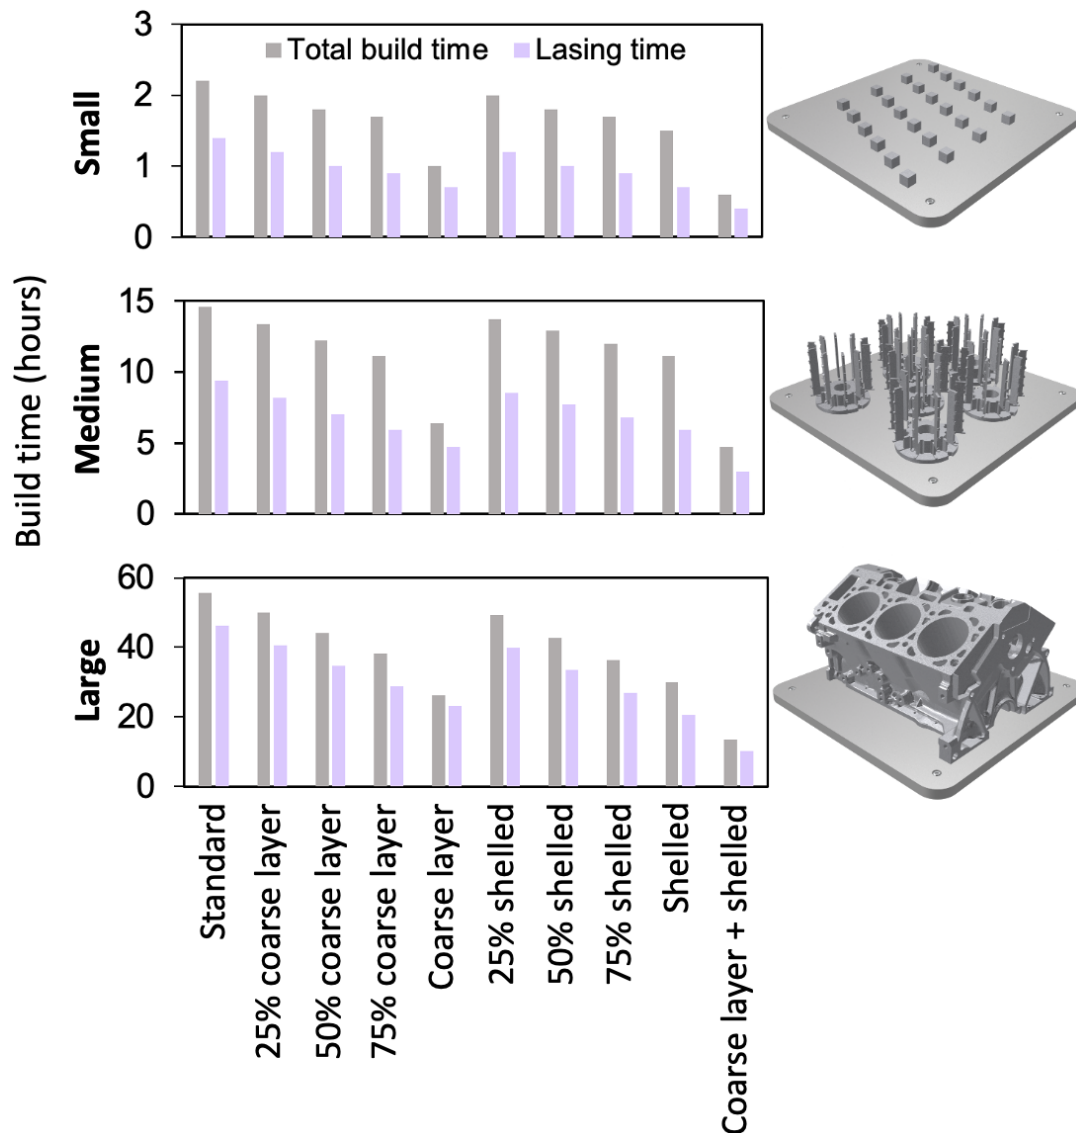 Build time (hours)
Small
3
2
1
0
Total build time
Lasing time
Medium
15
10
5
0
Large
60
40
20
0
Standard
25% coarse layer
50% coarse layer
75% coarse layer
Coarse layer
25% shelled
50% shelled
75% shelled
Shelled
Coarse layer + shelled